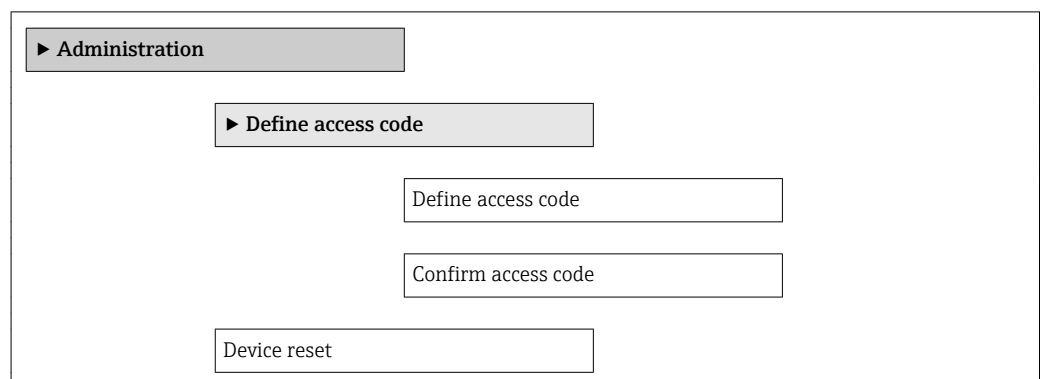 ▶ Administration
▶ Define access code
Define access code
Confirm access code
Device reset